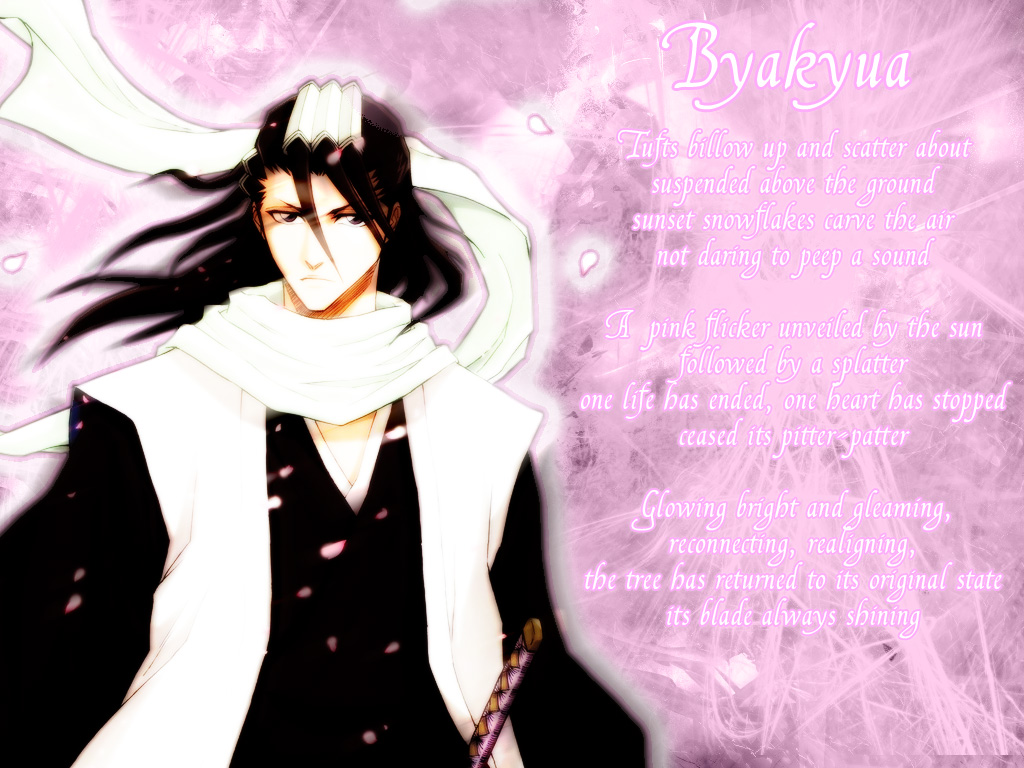 Byakyua
Tufts billow up and scatter about
suspended above the ground
sunset snowflakes carve the air
not daring to peep a sound
A pink flicker unveiled by the sun
followed by a splatter
one life has ended, one heart has stopped
ceased its pitter-patter
Glowing bright and gleaming,
reconnecting, realigning,
the tree has returned to its original state
its blade always shining